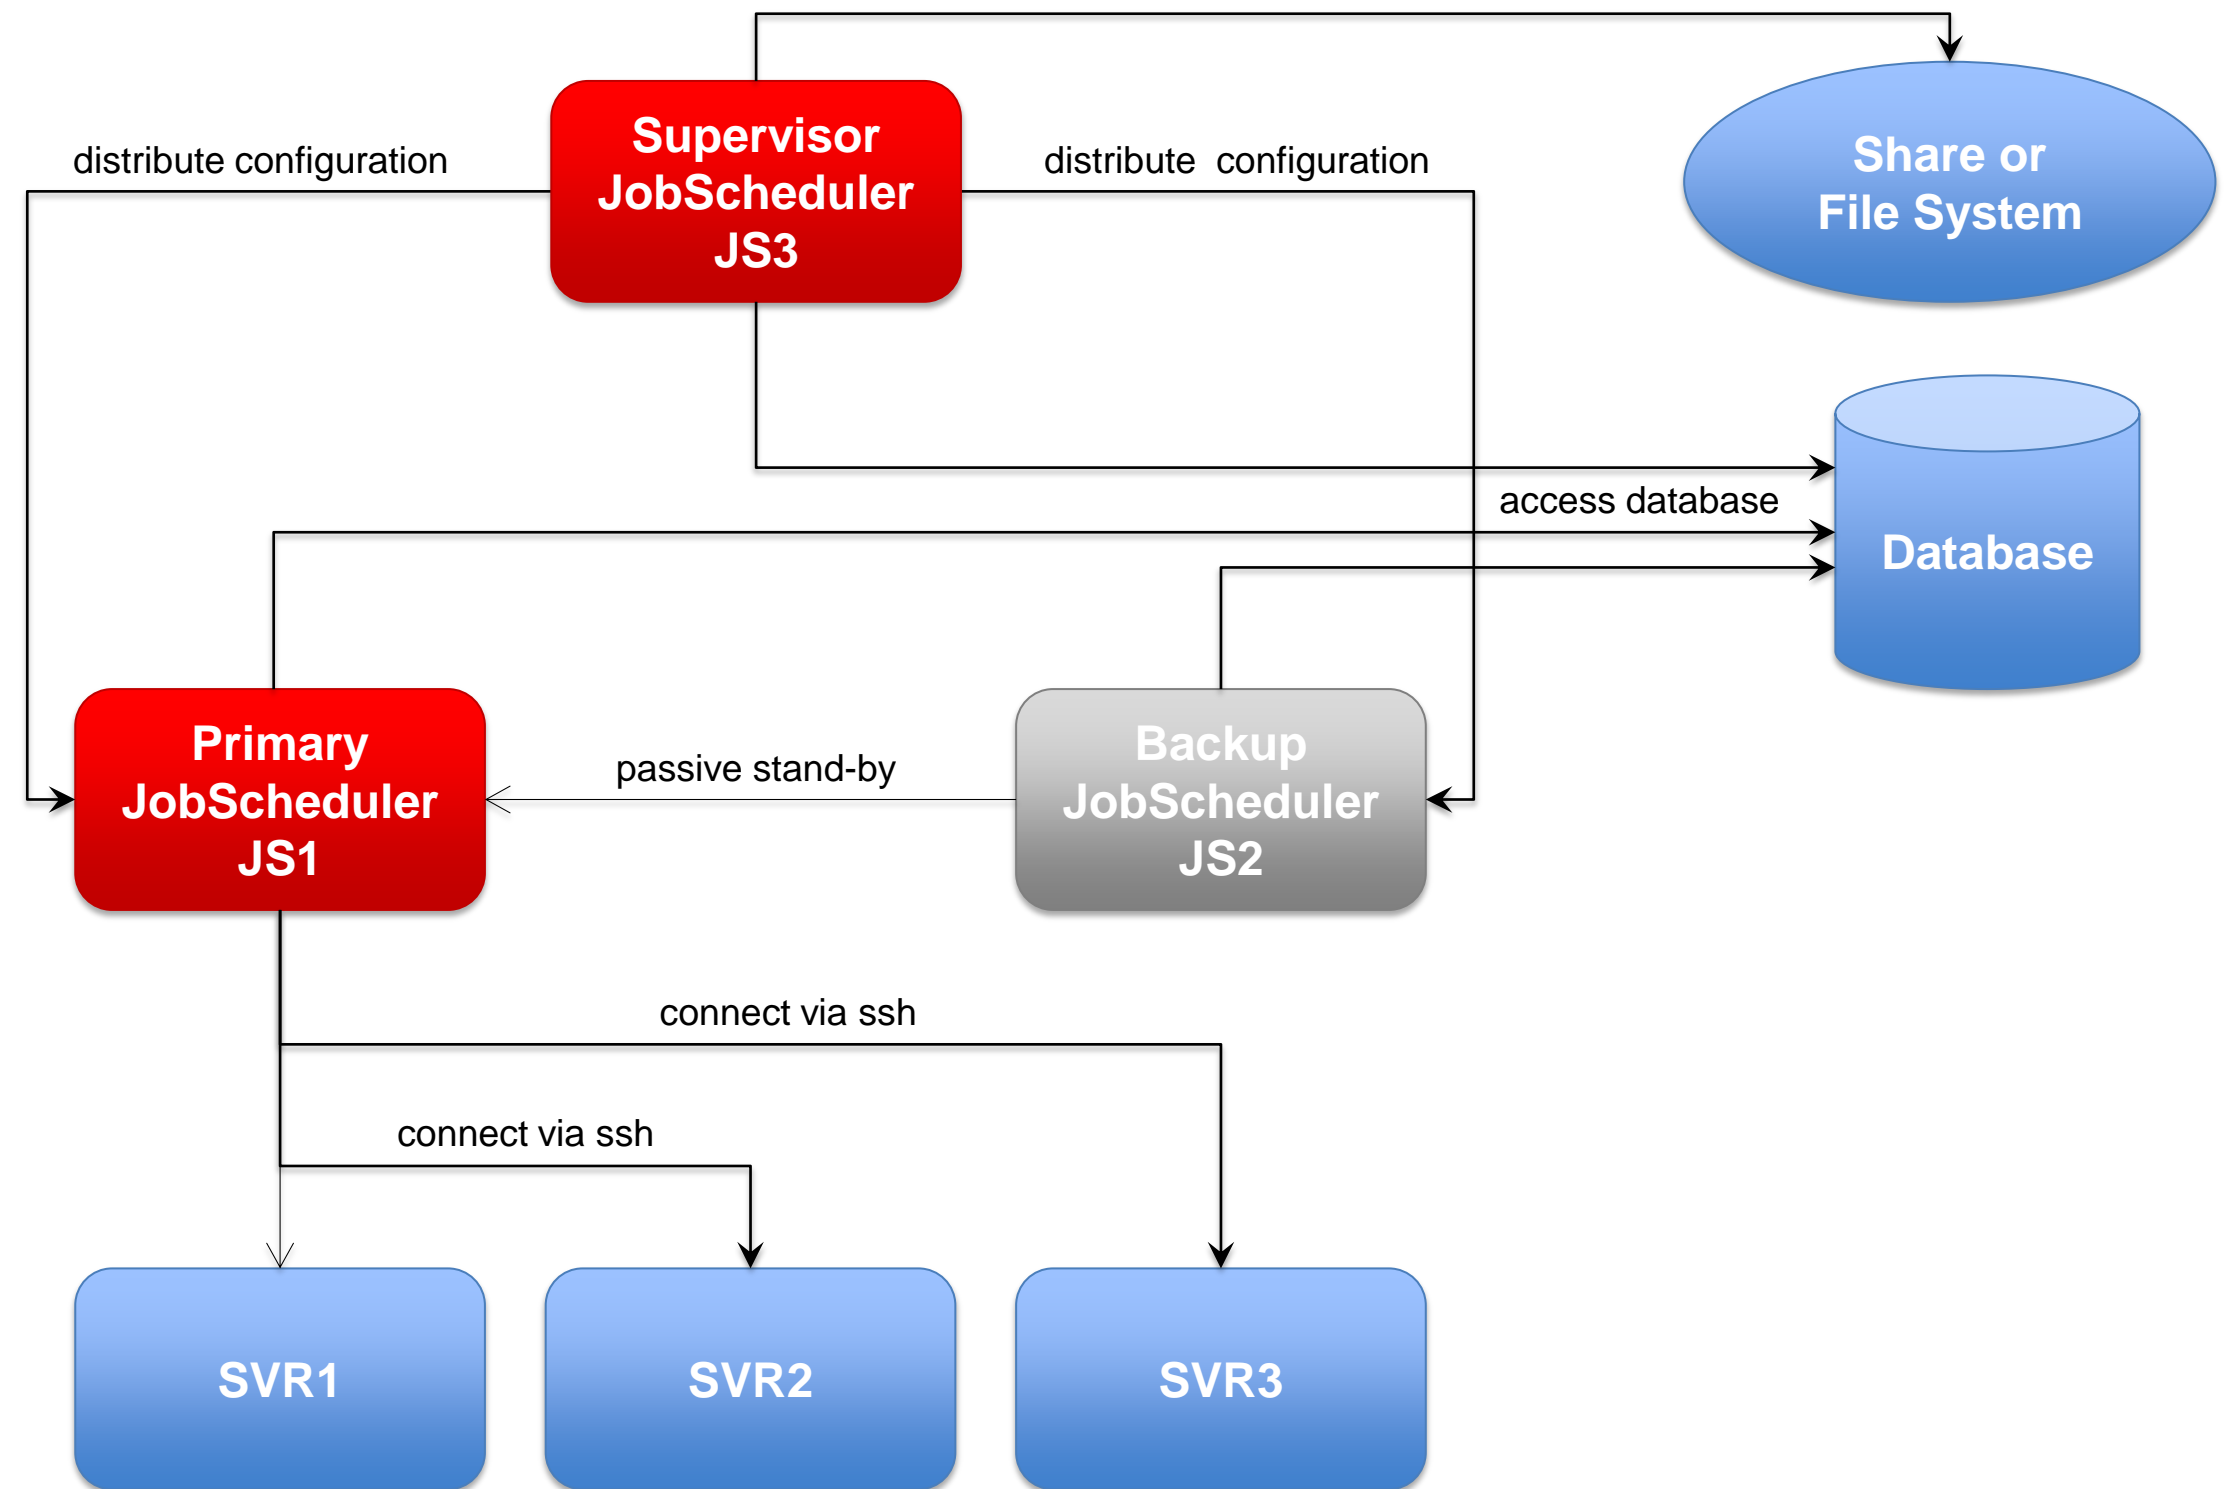 Supervisor
JobScheduler
JS3
distribute configuration
distribute  configuration
Share or
File System
access database
Database
Primary
JobScheduler
JS1
passive stand-by
Backup
JobScheduler
JS2
connect via ssh
connect via ssh
SVR1
SVR2
SVR3